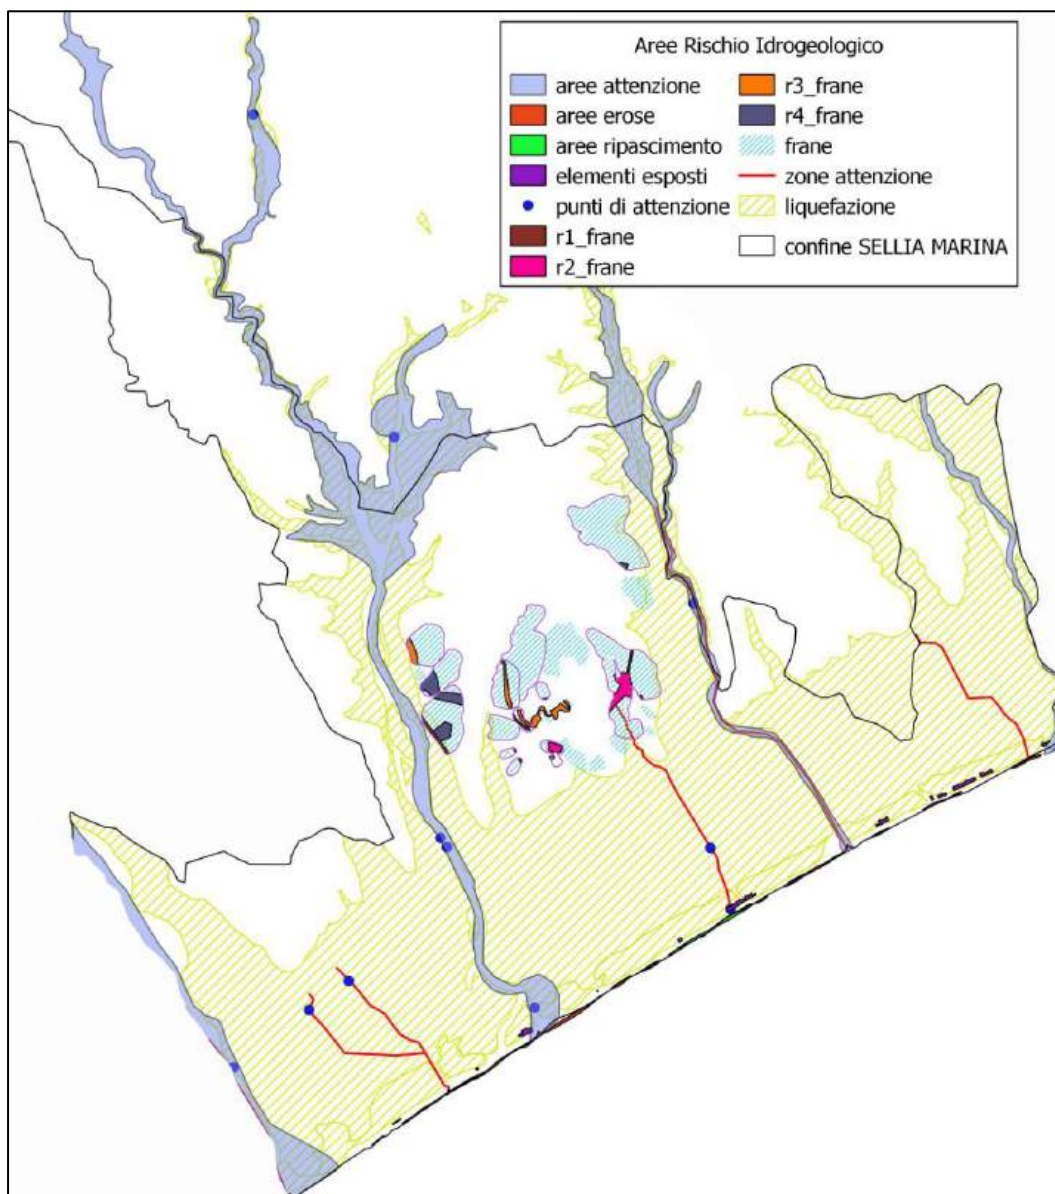 Aree Rischio Idrogeologico
aree attenzione
aree erose
aree ripascimento
elementi esposti
punti di attenzione
r1_frane
r2_frane
r3_frane
r4_frane
frane
zone attenzione
liquefazione
confine SELLIA MARINA